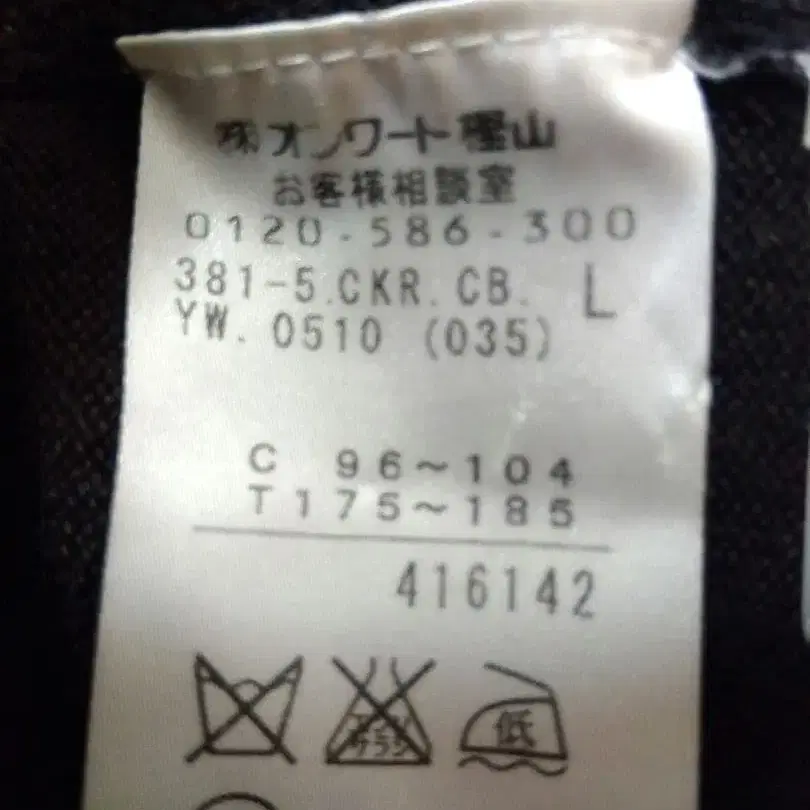 ㈱オンワード樫山
お客様相談室
0120-586-300
381-5.CKR.CB. L
YW.0510 (035)
C 96~104
T175~185
416142
低